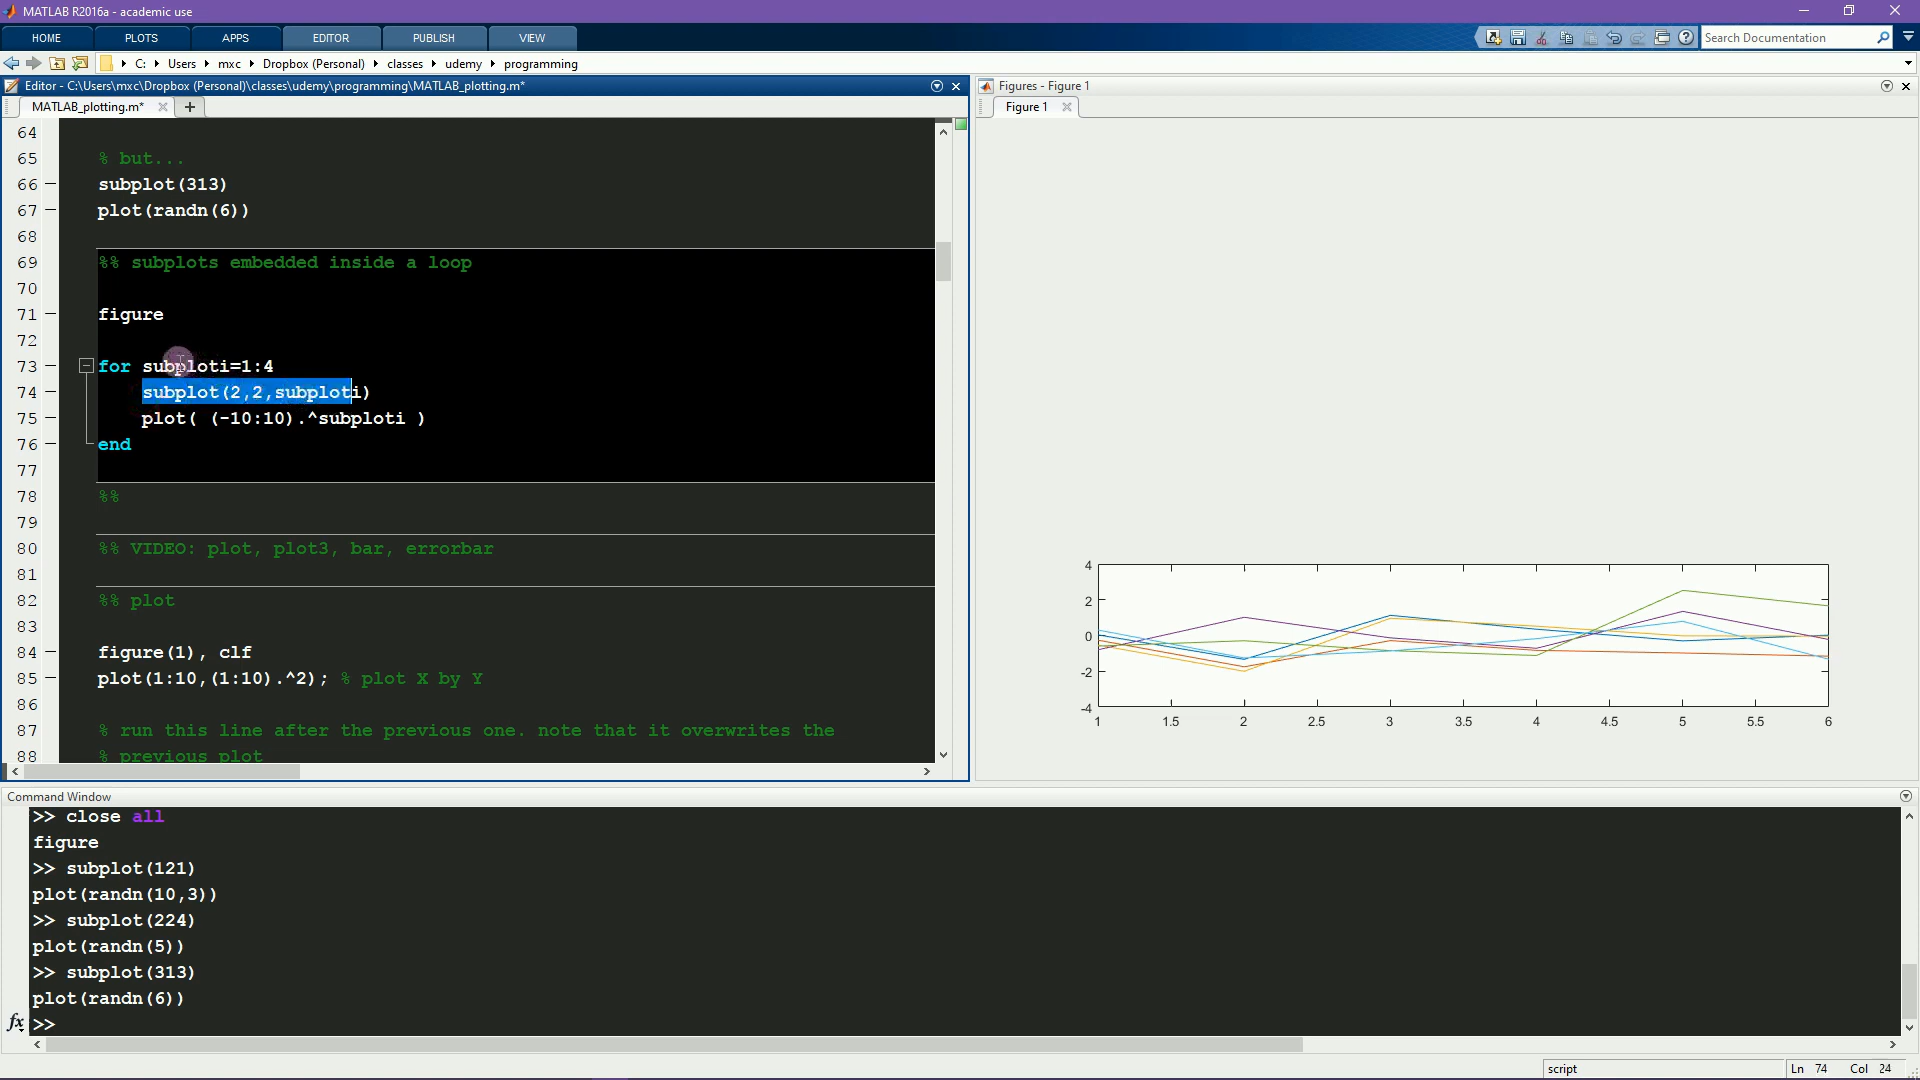 MATLAB R2016a - academic use
HOME PLOTS APPS EDITOR PUBLISH VIEW
Search Documentation
C: Users mxc Dropbox (Personal) classes udemy programming
Editor - C:\Users\mxc\Dropbox (Personal)\classes\udemy\programming\MATLAB_plotting.m*
MATLAB_plotting.m*
64
65 % but...
66 subplot(313)
67 plot(randn(6))
68
69 %% subplots embedded inside a loop
70
71 figure
72
73 for subploti=1:4
74 subplot(2,2,subploti)
75 plot( (-10:10).^subploti )
76 end
77
78 %%
79
80 %% VIDEO: plot, plot3, bar, errorbar
81
82 %% plot
83
84 figure(1), clf
85 plot(1:10,(1:10).^2); % plot X by Y
86
87 % run this line after the previous one. note that it overwrites the
88 % previous plot
Figures - Figure 1
Figure 1
4
2
0
-2
-4
1 1.5 2 2.5 3 3.5 4 4.5 5 5.5 6
Command Window
>> close all
figure
>> subplot(121)
plot(randn(10,3))
>> subplot(224)
plot(randn(5))
>> subplot(313)
plot(randn(6))
fx >>
script Ln 74 Col 24